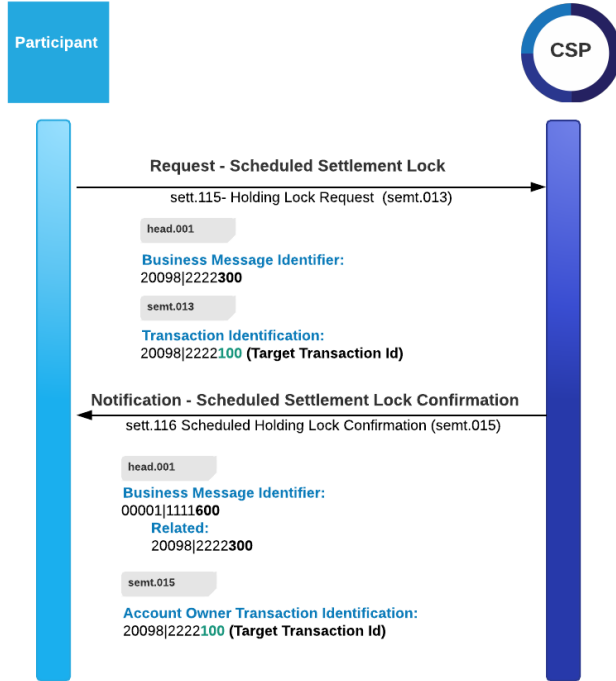 Participant
CSP
Request - Scheduled Settlement Lock
sett.115- Holding Lock Request (semt.013)
head.001
Business Message Identifier:
20098|2222300
semt.013
Transaction Identification:
20098|2222100 (Target Transaction Id)
Notification - Scheduled Settlement Lock Confirmation
sett.116 Scheduled Holding Lock Confirmation (semt.015)
head.001
Business Message Identifier:
00001|1111600
Related:
20098|2222300
semt.015
Account Owner Transaction Identification:
20098|2222100 (Target Transaction Id)